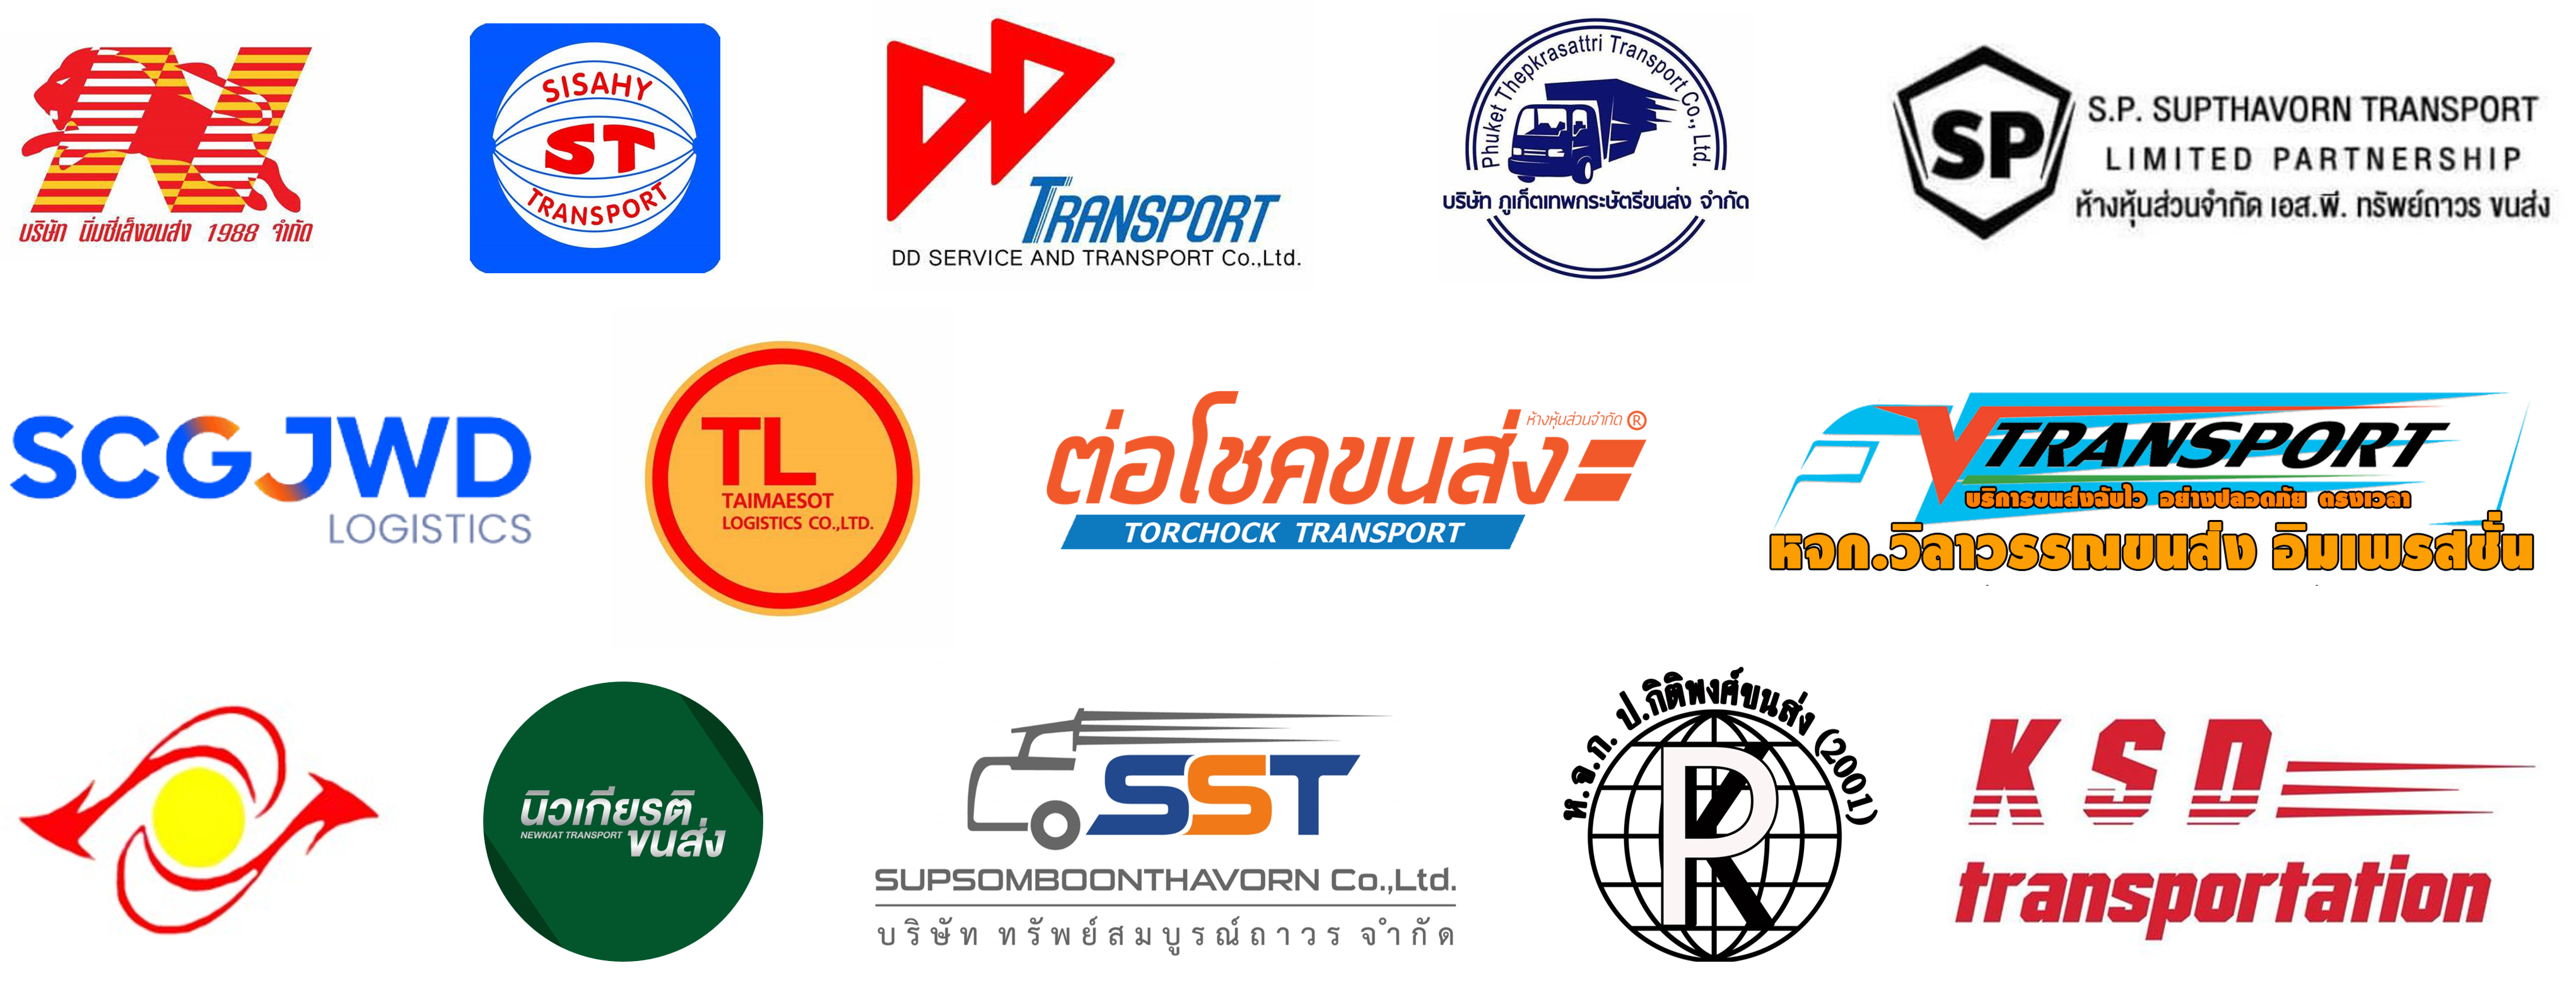 บริษัท นิ่มซี่เส็งขนส่ง 1988 จำกัด
SISAHY
ST
TRANSPORT
DD
TRANSPORT
DD SERVICE AND TRANSPORT Co.,Ltd.
Phuket Thepkrasattri Transport Co., Ltd.
บริษัท ภูเก็ตเทพกระษัตรีขนส่ง จำกัด
SP
S.P. SUPTHAVORN TRANSPORT
LIMITED PARTNERSHIP
ห้างหุ้นส่วนจำกัด เอส.พี. ทรัพย์ถาวร ขนส่ง
SCGJWD
LOGISTICS
TL
TAIMAESOT
LOGISTICS CO.,LTD.
ห้างหุ้นส่วนจำกัด ®
ต่อโชคขนส่ง
TORCHOCK TRANSPORT
V TRANSPORT
บริการขนส่งฉับไว อย่างปลอดภัย ตรงเวลา
หจก.วิลาวรรณขนส่ง อิมเพรสชั่น
นิวเกียรติ
NEWKIAT TRANSPORT ขนส่ง
SST
SUPSOMBOONTHAVORN Co.,Ltd.
บริษัท ทรัพย์สมบูรณ์ถาวร จำกัด
ห.จ.ก. ป.กิติพงศ์ขนส่ง (2001)
PK
KSD
transportation